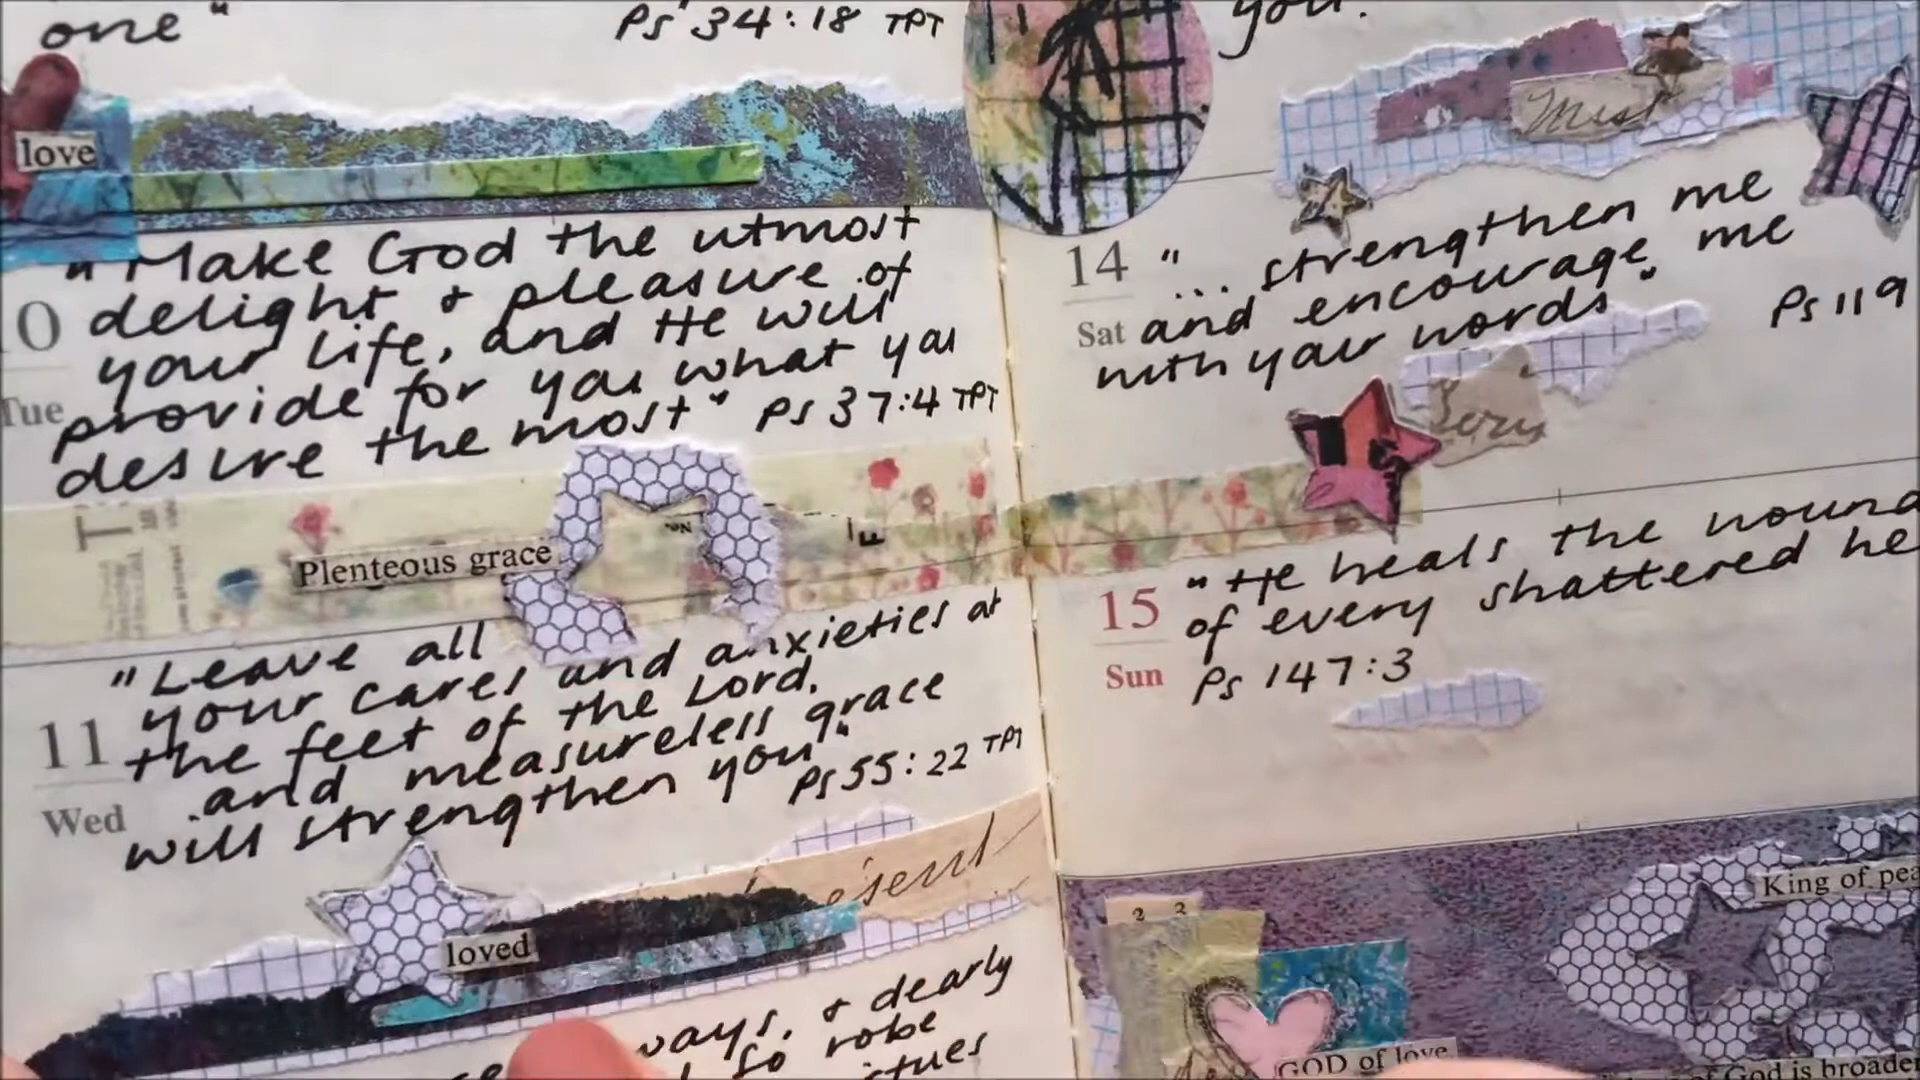 one"
Ps 34:18 TPT
love
"Make God the utmost
delight & pleasure of
your life, and He will
provide for you what you
desire the most" Ps 37:4 TPT
10
Tue
Plenteous grace
"Leave all
your cares and anxieties at
the feet of the Lord,
and measureless grace
will strengthen you"
Ps 55:22 TPT
11
Wed
loved
ways, & dearly
so robe
you.
14
Sat
"... strengthen me
and encourage me
with your words"
Ps 119
15
Sun
"He heals the wound
of every shattered he
Ps 147:3
King of pea
2 3
GOD of love
of God is broader